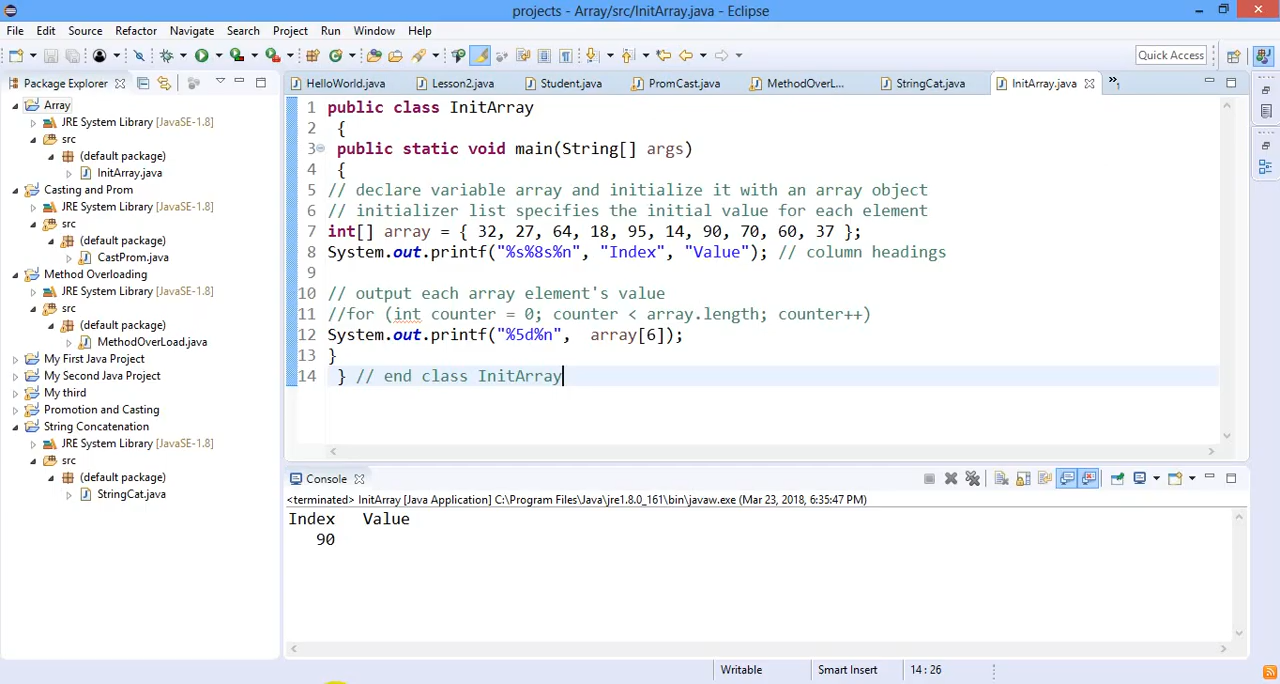 projects - Array/src/InitArray.java - Eclipse
File Edit Source Refactor Navigate Search Project Run Window Help
Quick Access
Package Explorer
HelloWorld.java Lesson2.java Student.java PromCast.java MethodOverL... StringCat.java InitArray.java »1
Array
JRE System Library [JavaSE-1.8]
src
(default package)
InitArray.java
Casting and Prom
JRE System Library [JavaSE-1.8]
src
(default package)
CastProm.java
Method Overloading
JRE System Library [JavaSE-1.8]
src
(default package)
MethodOverLoad.java
My First Java Project
My Second Java Project
My third
Promotion and Casting
String Concatenation
JRE System Library [JavaSE-1.8]
src
(default package)
StringCat.java
1 public class InitArray
2 {
3 public static void main(String[] args)
4 {
5 // declare variable array and initialize it with an array object
6 // initializer list specifies the initial value for each element
7 int[] array = { 32, 27, 64, 18, 95, 14, 90, 70, 60, 37 };
8 System.out.printf("%s%8s%n", "Index", "Value"); // column headings
9
10 // output each array element's value
11 //for (int counter = 0; counter < array.length; counter++)
12 System.out.printf("%5d%n", array[6]);
13 }
14 } // end class InitArray
Console
<terminated> InitArray [Java Application] C:\Program Files\Java\jre1.8.0_161\bin\javaw.exe (Mar 23, 2018, 6:35:47 PM)
Index Value
90
Writable Smart Insert 14 : 26